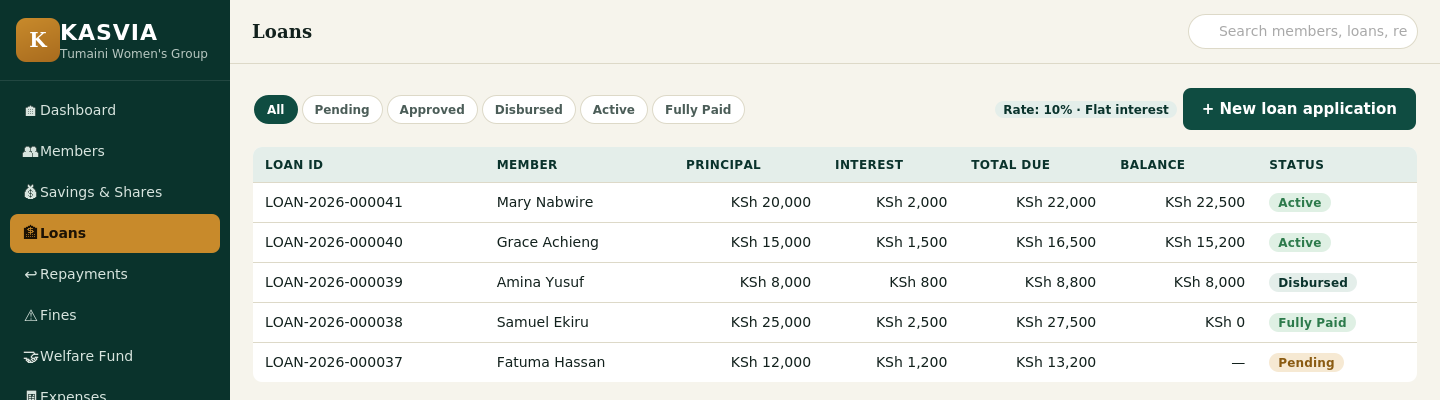 K
KASVIA
Tumaini Women's Group
Dashboard
Members
Savings & Shares
Loans
Repayments
Fines
Welfare Fund
Expenses
Loans
Search members, loans, re
All
Pending
Approved
Disbursed
Active
Fully Paid
Rate: 10% · Flat interest
+ New loan application
LOAN ID MEMBER PRINCIPAL INTEREST TOTAL DUE BALANCE STATUS
LOAN-2026-000041 Mary Nabwire KSh 20,000 KSh 2,000 KSh 22,000 KSh 22,500 Active
LOAN-2026-000040 Grace Achieng KSh 15,000 KSh 1,500 KSh 16,500 KSh 15,200 Active
LOAN-2026-000039 Amina Yusuf KSh 8,000 KSh 800 KSh 8,800 KSh 8,000 Disbursed
LOAN-2026-000038 Samuel Ekiru KSh 25,000 KSh 2,500 KSh 27,500 KSh 0 Fully Paid
LOAN-2026-000037 Fatuma Hassan KSh 12,000 KSh 1,200 KSh 13,200 — Pending